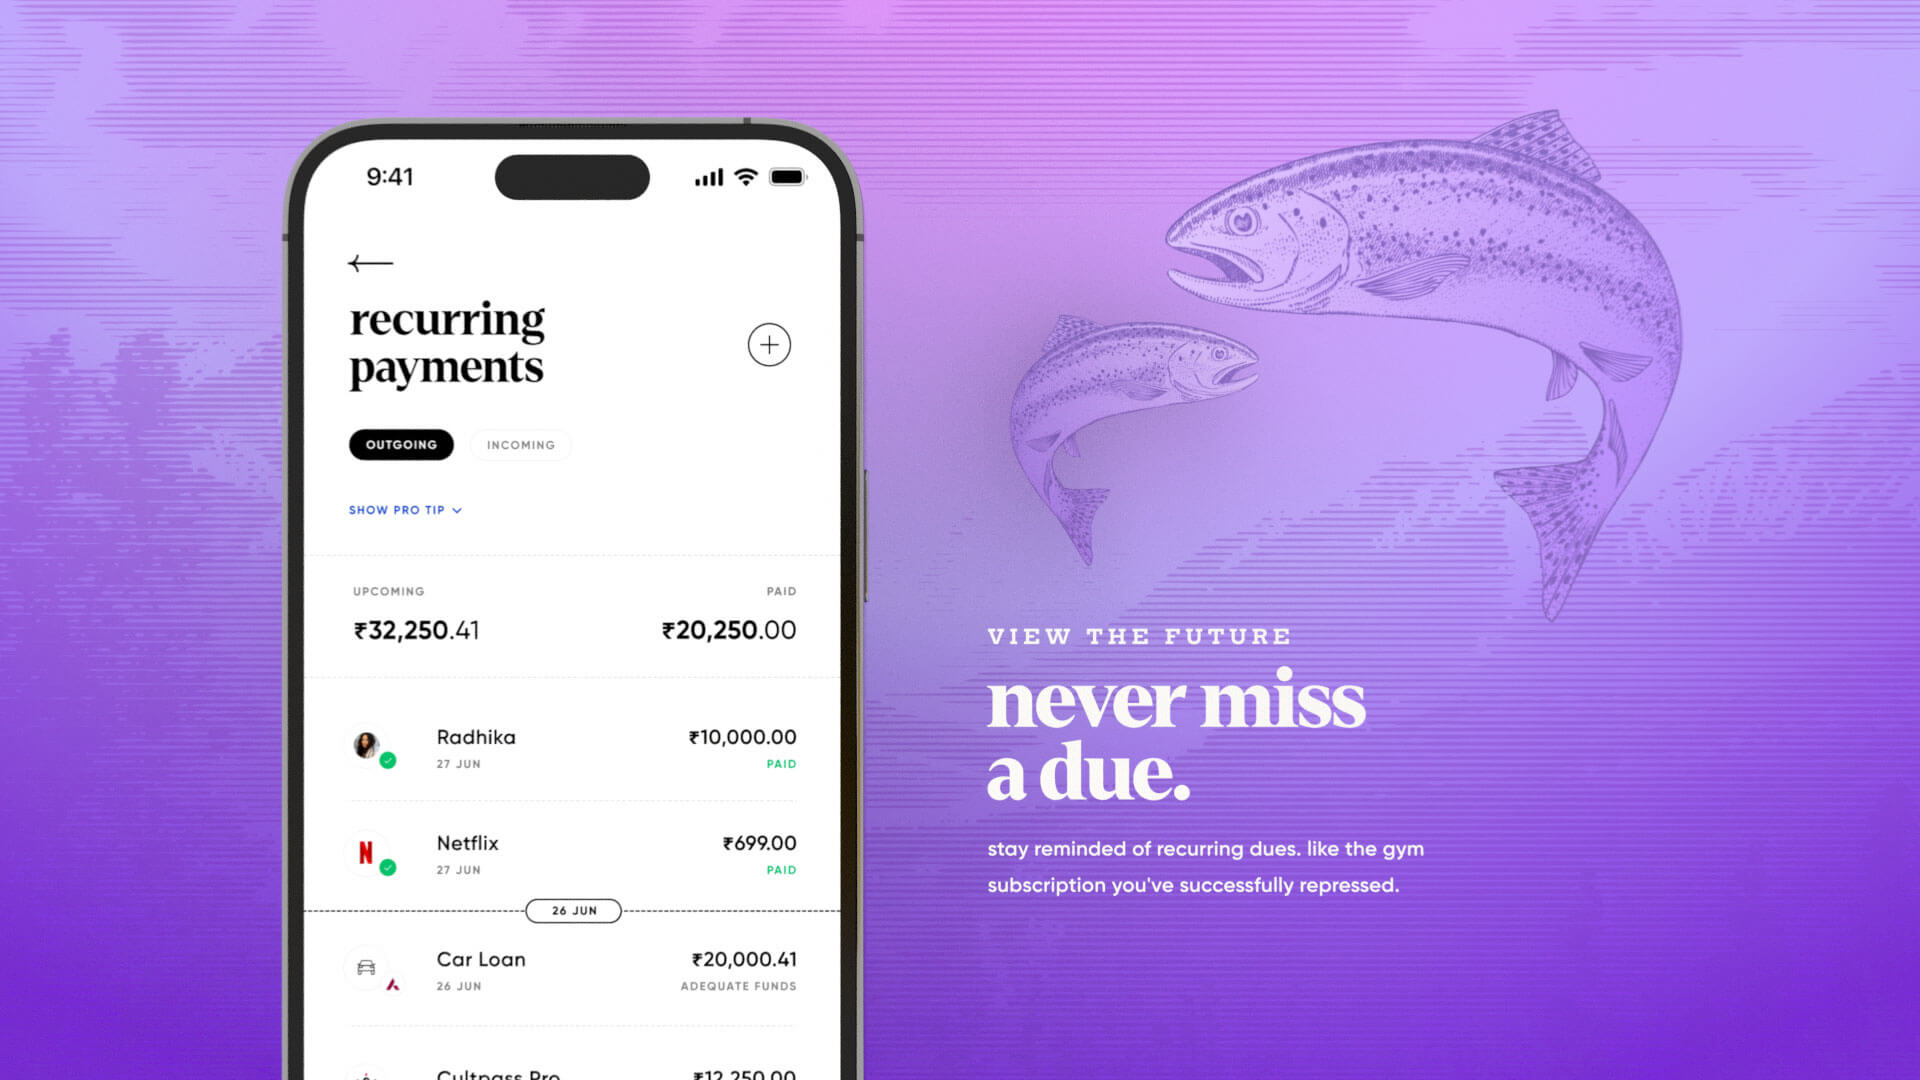 9:41
recurring
payments
OUTGOING
INCOMING
SHOW PRO TIP
UPCOMING
PAID
₹32,250.41
₹20,250.00
Radhika
₹10,000.00
27 JUN
PAID
N
Netflix
₹699.00
27 JUN
PAID
26 JUN
Car Loan
₹20,000.41
26 JUN
ADEQUATE FUNDS
Cultpass Pro
₹12,250.00
VIEW THE FUTURE
never miss
a due.
stay reminded of recurring dues. like the gym
subscription you've successfully repressed.